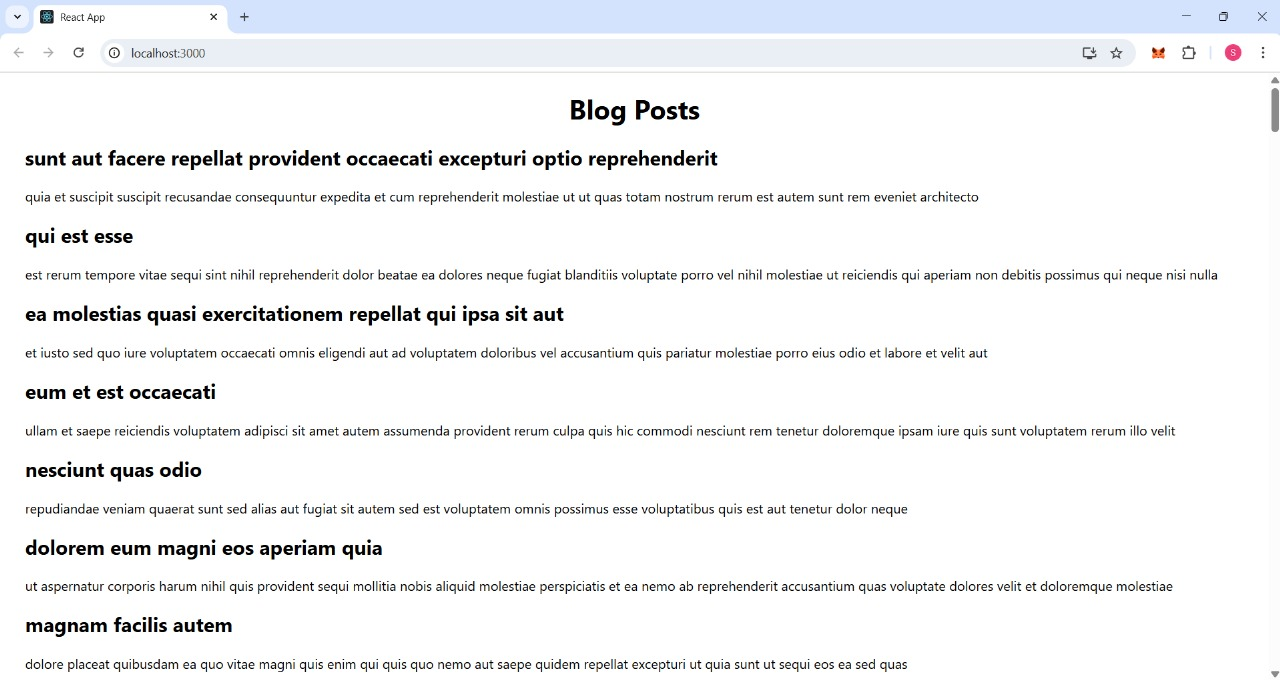 React App
localhost:3000
S
Blog Posts
sunt aut facere repellat provident occaecati excepturi optio reprehenderit
quia et suscipit suscipit recusandae consequuntur expedita et cum reprehenderit molestiae ut ut quas totam nostrum rerum est autem sunt rem eveniet architecto
qui est esse
est rerum tempore vitae sequi sint nihil reprehenderit dolor beatae ea dolores neque fugiat blanditiis voluptate porro vel nihil molestiae ut reiciendis qui aperiam non debitis possimus qui neque nisi nulla
ea molestias quasi exercitationem repellat qui ipsa sit aut
et iusto sed quo iure voluptatem occaecati omnis eligendi aut ad voluptatem doloribus vel accusantium quis pariatur molestiae porro eius odio et labore et velit aut
eum et est occaecati
ullam et saepe reiciendis voluptatem adipisci sit amet autem assumenda provident rerum culpa quis hic commodi nesciunt rem tenetur doloremque ipsam iure quis sunt voluptatem rerum illo velit
nesciunt quas odio
repudiandae veniam quaerat sunt sed alias aut fugiat sit autem sed est voluptatem omnis possimus esse voluptatibus quis est aut tenetur dolor neque
dolorem eum magni eos aperiam quia
ut aspernatur corporis harum nihil quis provident sequi mollitia nobis aliquid molestiae perspiciatis et ea nemo ab reprehenderit accusantium quas voluptate dolores velit et doloremque molestiae
magnam facilis autem
dolore placeat quibusdam ea quo vitae magni quis enim qui quis quo nemo aut saepe quidem repellat excepturi ut quia sunt ut sequi eos ea sed quas